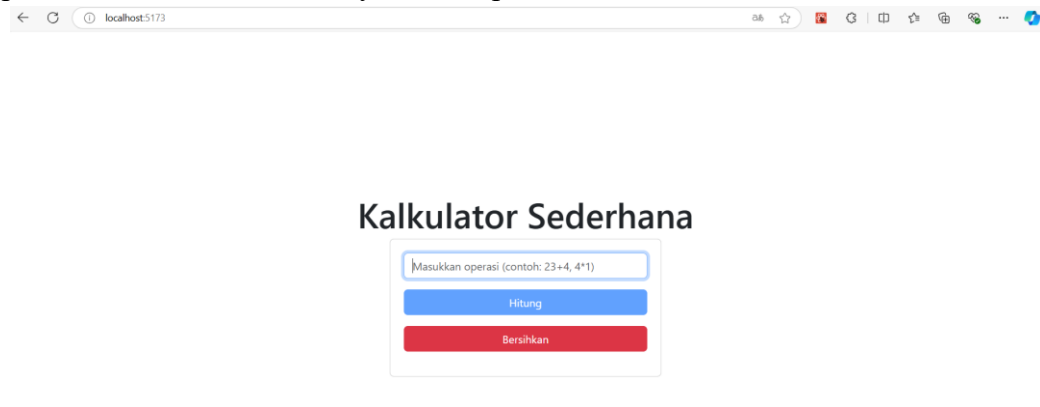 localhost:5173
Kalkulator Sederhana
Masukkan operasi (contoh: 23+4, 4*1)
Hitung
Bersihkan